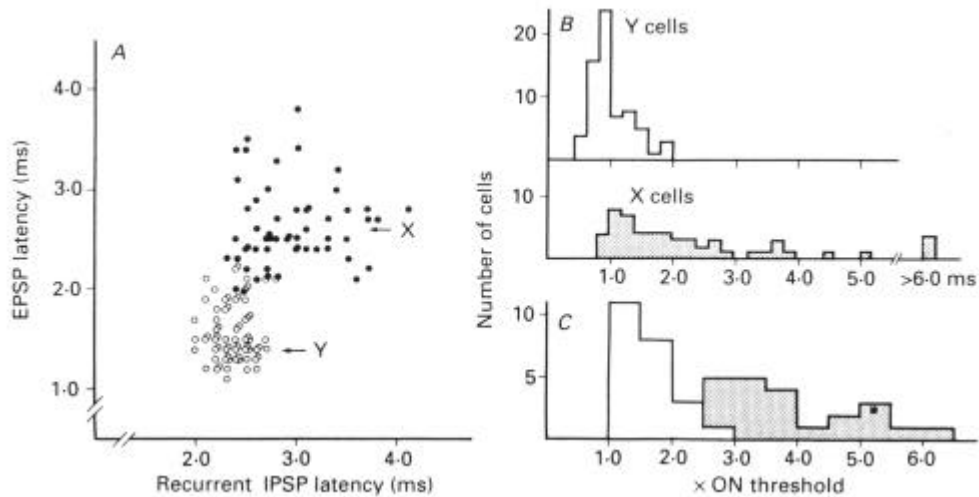 A
EPSP latency (ms)
4·0
3·0
2·0
1·0
X
Y
2·0 3·0 4·0
Recurrent IPSP latency (ms)
B
Y cells
20
10
X cells
10
1·0 2·0 3·0 4·0 5·0 >6·0 ms
Number of cells
C
10
5
1·0 2·0 3·0 4·0 5·0 6·0
× ON threshold